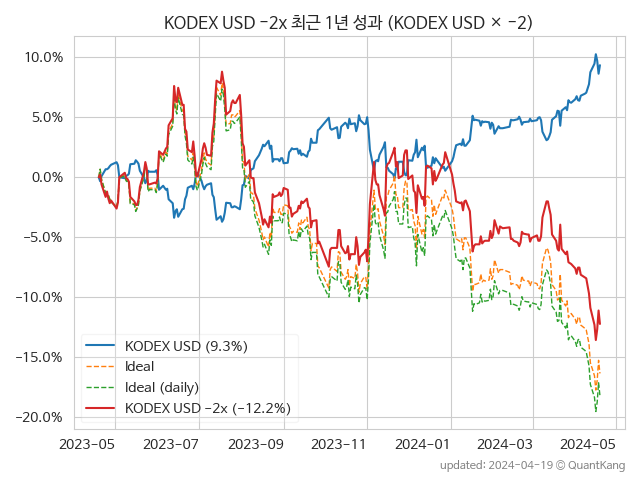 KODEX USD −2x 최근 1년 성과 (KODEX USD × −2)
10.0%
5.0%
0.0%
−5.0%
−10.0%
−15.0%
−20.0%
KODEX USD (9.3%)
Ideal
Ideal (daily)
KODEX USD −2x (−12.2%)
2023-05 2023-07 2023-09 2023-11 2024-01 2024-03 2024-05
updated: 2024-04-19 © QuantKang